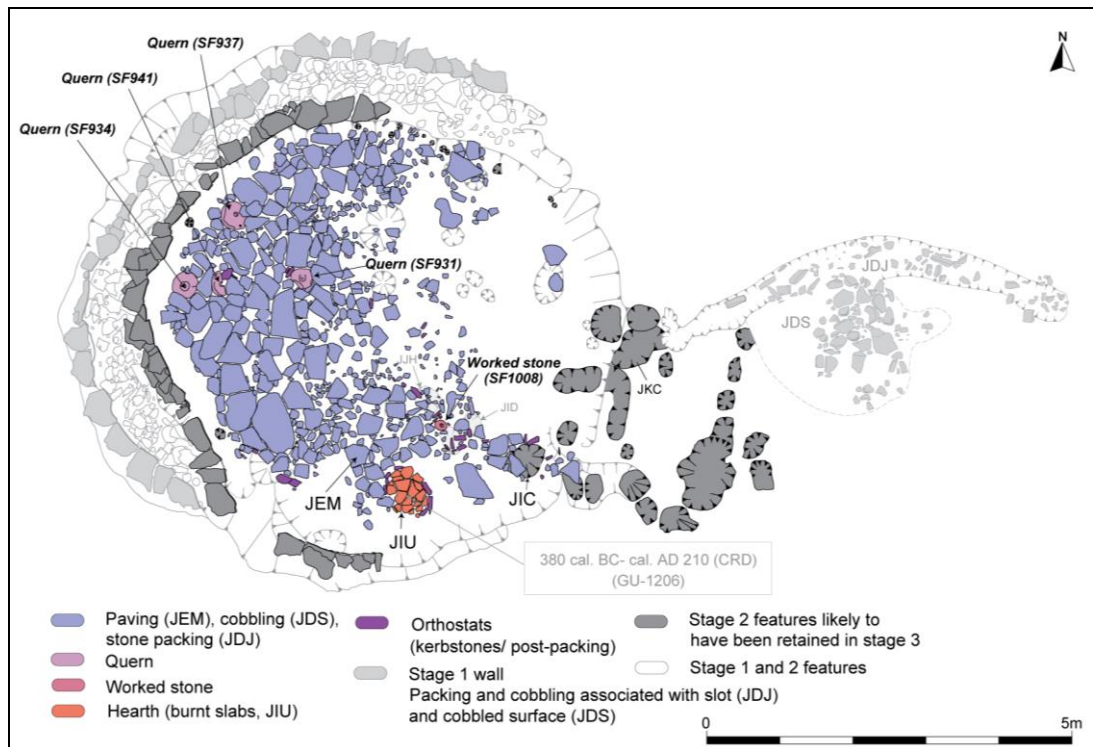 Quern (SF937)
Quern (SF941)
Quern (SF934)
N
Quern (SF931)
JDJ
JDS
JJH
Worked stone
(SF1008)
JID
JKC
JEM
JIC
JIU
380 cal. BC- cal. AD 210 (CRD)
(GU-1206)
Paving (JEM), cobbling (JDS),
stone packing (JDJ)
Quern
Worked stone
Hearth (burnt slabs, JIU)
Orthostats
(kerbstones/ post-packing)
Stage 1 wall
Packing and cobbling associated with slot (JDJ)
and cobbled surface (JDS)
Stage 2 features likely to
have been retained in stage 3
Stage 1 and 2 features
0
5m